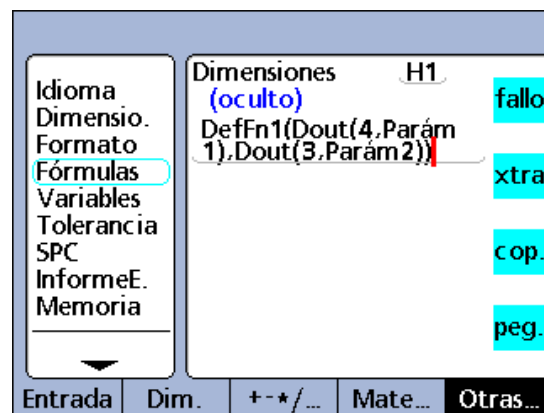 Idioma
Dimensio.
Formato
Fórmulas
Variables
Tolerancia
SPC
InformeE.
Memoria
Dimensiones H1
(oculto)
DefFn1(Dout(4,Parám
1),Dout(3,Parám2))
fallo
xtra
cop.
peg.
Entrada Dim. +-*/... Mate... Otras...